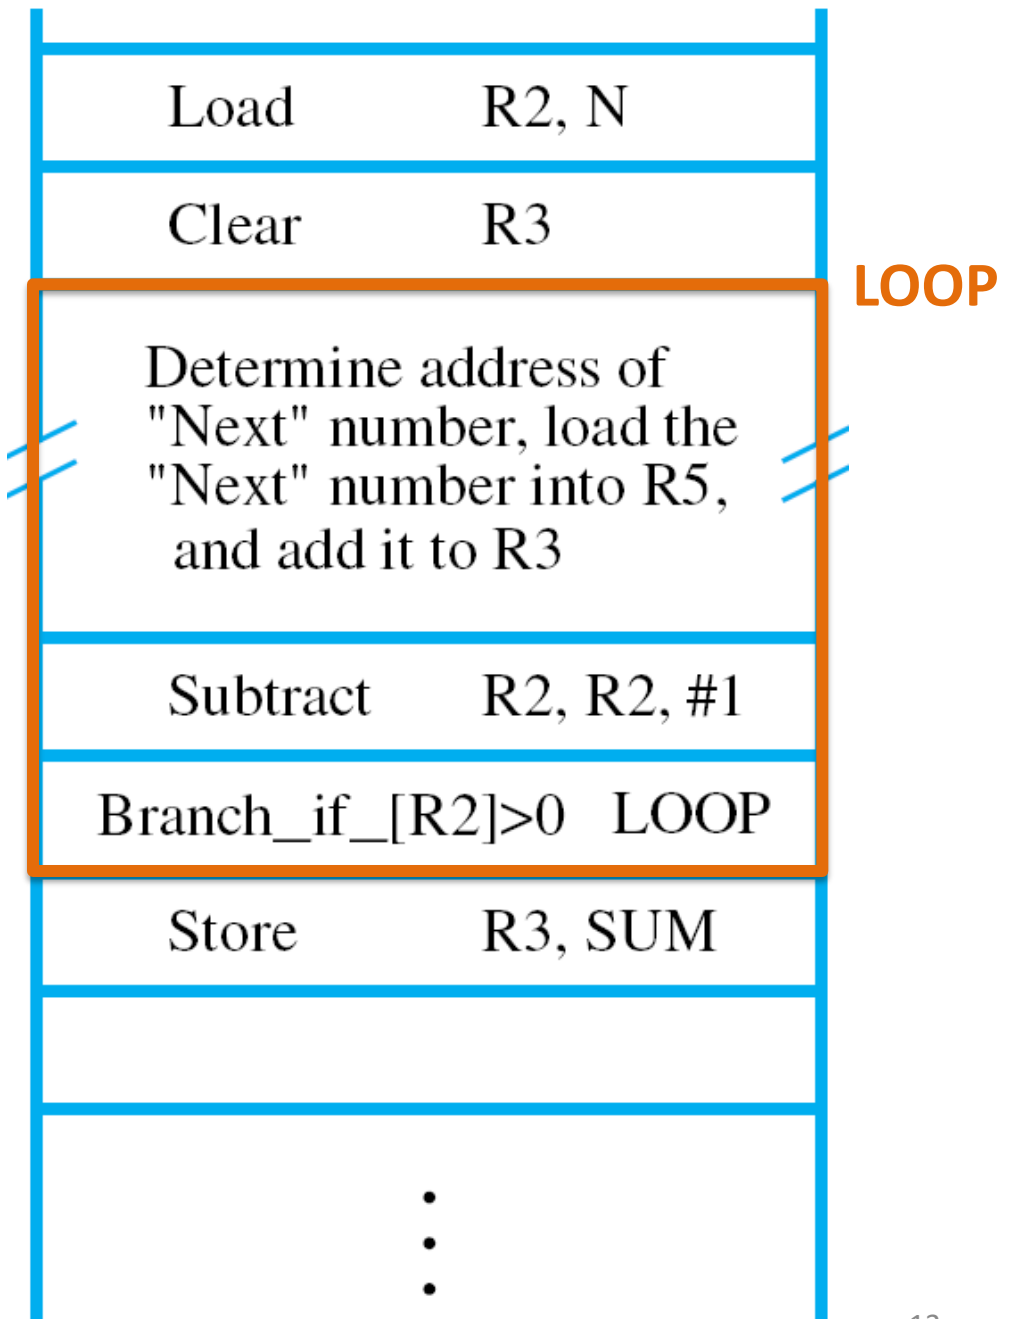 Load R2, N
Clear R3
LOOP
Determine address of
"Next" number, load the
"Next" number into R5,
and add it to R3
Subtract R2, R2, #1
Branch_if_[R2]>0 LOOP
Store R3, SUM